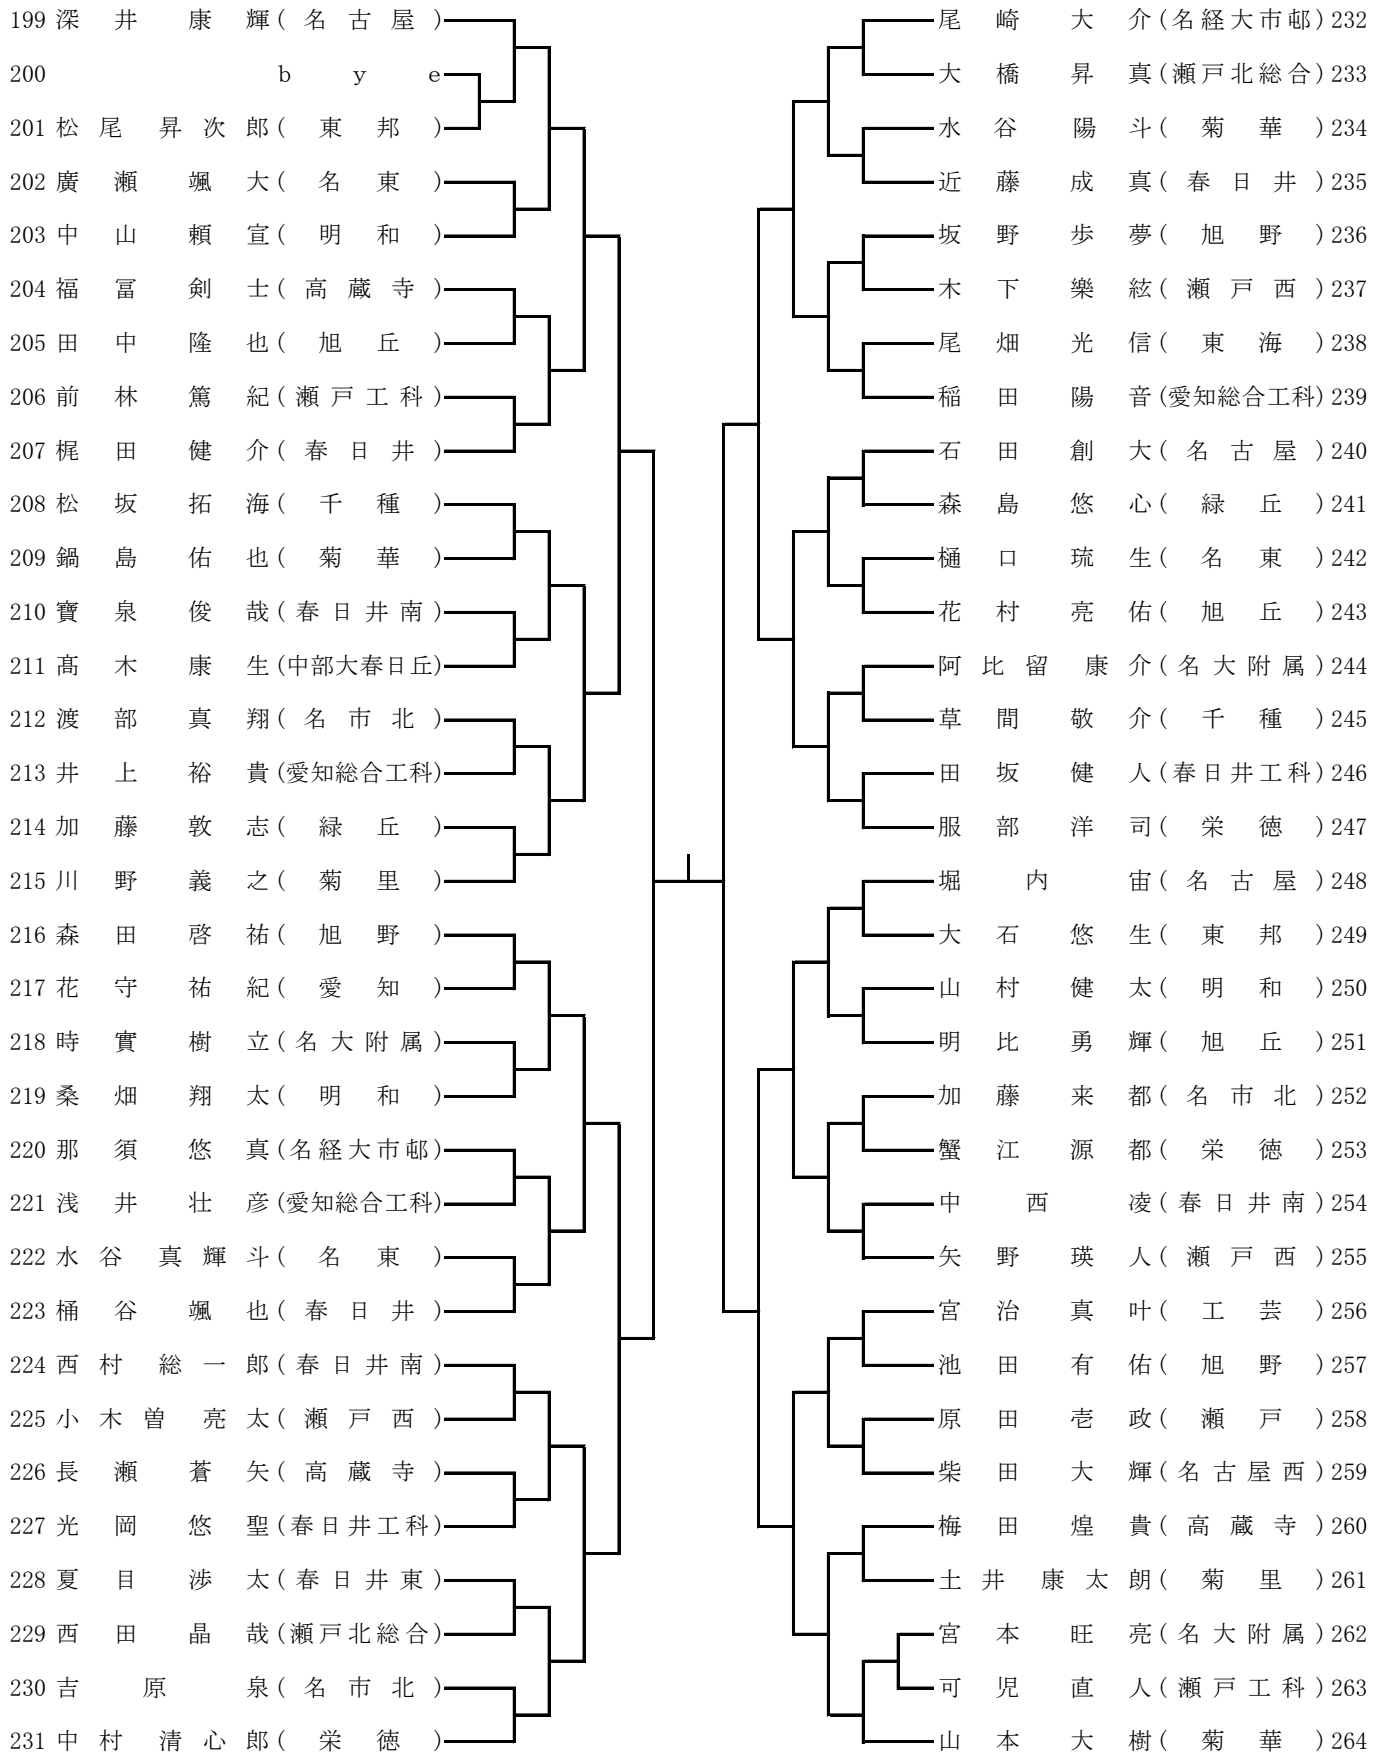 199 深井 康輝(名古屋)
200 bye
201 松尾 昇次郎(東邦)
202 廣瀬 颯大(名東)
203 中山 頼宣(明和)
204 福冨 剣士(高蔵寺)
205 田中 隆也(旭丘)
206 前林 篤紀(瀬戸工科)
207 梶田 健介(春日井)
208 松坂 拓海(千種)
209 鍋島 佑也(菊華)
210 寶泉 俊哉(春日井南)
211 髙木 康生(中部大春日丘)
212 渡部 真翔(名市北)
213 井上 裕貴(愛知総合工科)
214 加藤 敦志(緑丘)
215 川野 義之(菊里)
216 森田 啓祐(旭野)
217 花守 祐紀(愛知)
218 時實 樹立(名大附属)
219 桑畑 翔太(明和)
220 那須 悠真(名経大市邨)
221 浅井 壮彦(愛知総合工科)
222 水谷 真輝斗(名東)
223 桶谷 颯也(春日井)
224 西村 総一郎(春日井南)
225 小木曽 亮太(瀬戸西)
226 長瀬 蒼矢(高蔵寺)
227 光岡 悠聖(春日井工科)
228 夏目 渉太(春日井東)
229 西田 晶哉(瀬戸北総合)
230 吉原 泉(名市北)
231 中村 清心郎(栄徳)
尾崎 大介(名経大市邨)232
大橋 昇真(瀬戸北総合)233
水谷 陽斗(菊華)234
近藤 成真(春日井)235
坂野 歩夢(旭野)236
木下 樂絃(瀬戸西)237
尾畑 光信(東海)238
稲田 陽音(愛知総合工科)239
石田 創大(名古屋)240
森島 悠心(緑丘)241
樋口 琉生(名東)242
花村 亮佑(旭丘)243
阿比留 康介(名大附属)244
草間 敬介(千種)245
田坂 健人(春日井工科)246
服部 洋司(栄徳)247
堀内 宙(名古屋)248
大石 悠生(東邦)249
山村 健太(明和)250
明比 勇輝(旭丘)251
加藤 来都(名市北)252
蟹江 源都(栄徳)253
中西 凌(春日井南)254
矢野 瑛人(瀬戸西)255
宮治 真叶(工芸)256
池田 有佑(旭野)257
原田 壱政(瀬戸)258
柴田 大輝(名古屋西)259
梅田 煌貴(高蔵寺)260
土井 康太朗(菊里)261
宮本 旺亮(名大附属)262
可児 直人(瀬戸工科)263
山本 大樹(菊華)264